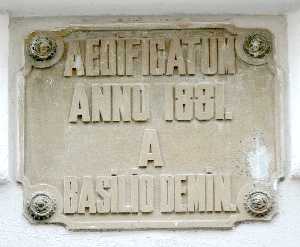 AEDIFICATUM
ANNO 1881.
A
BASILIO DEMIN.